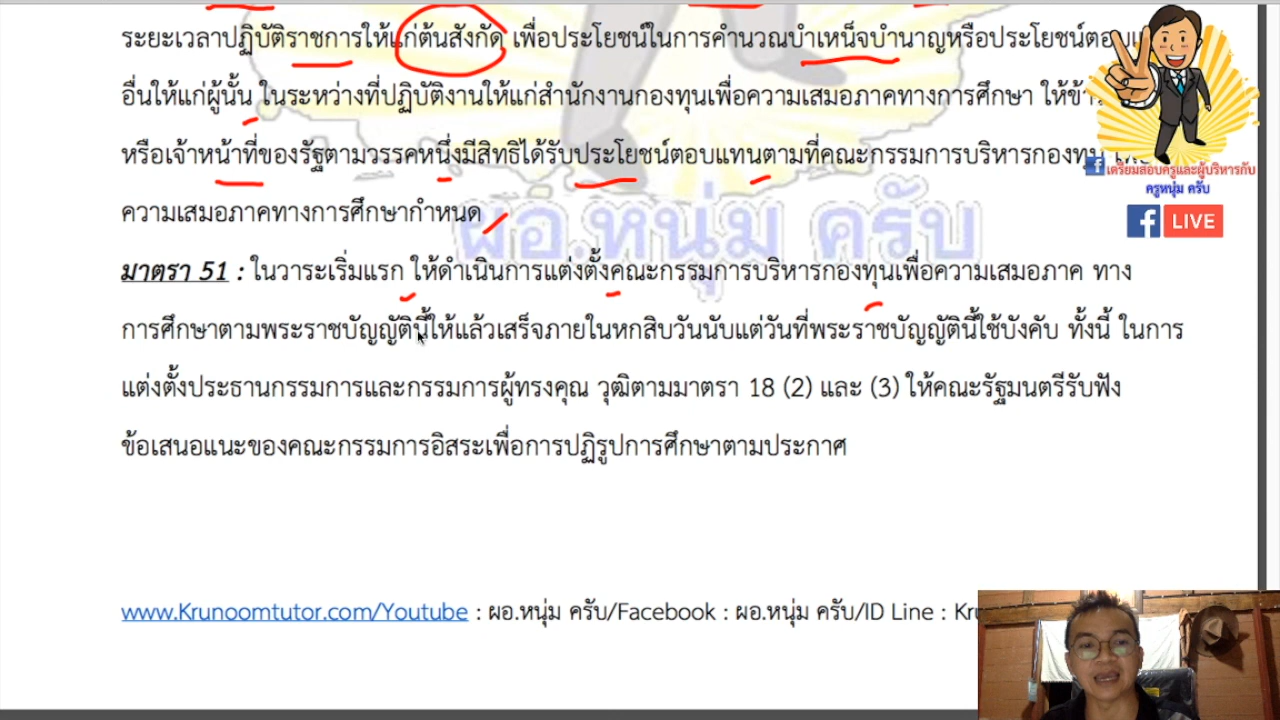 ระยะเวลาปฏิบัติราชการให้แก่ต้นสังกัด เพื่อประโยชน์ในการคำนวณบำเหน็จบำนาญหรือประโยชน์ตอบแ
อื่นให้แก่ผู้นั้น ในระหว่างที่ปฏิบัติงานให้แก่สำนักงานกองทุนเพื่อความเสมอภาคทางการศึกษา ให้ข้า
หรือเจ้าหน้าที่ของรัฐตามวรรคหนึ่งมีสิทธิได้รับประโยชน์ตอบแทนตามที่คณะกรรมการบริหารกองทุน
ความเสมอภาคทางการศึกษากำหนด
เตรียมสอบครูและผู้บริหารกับ
ครูหนุ่ม ครับ
LIVE
ผอ.หนุ่ม ครับ
มาตรา 51 : ในวาระเริ่มแรก ให้ดำเนินการแต่งตั้งคณะกรรมการบริหารกองทุนเพื่อความเสมอภาค ทาง
การศึกษาตามพระราชบัญญัตินี้ให้แล้วเสร็จภายในหกสิบวันนับแต่วันที่พระราชบัญญัตินี้ใช้บังคับ ทั้งนี้ ในการ
แต่งตั้งประธานกรรมการและกรรมการผู้ทรงคุณ วุฒิตามมาตรา 18 (2) และ (3) ให้คณะรัฐมนตรีรับฟัง
ข้อเสนอแนะของคณะกรรมการอิสระเพื่อการปฏิรูปการศึกษาตามประกาศ
www.Krunoomtutor.com/Youtube : ผอ.หนุ่ม ครับ/Facebook : ผอ.หนุ่ม ครับ/ID Line : Kr